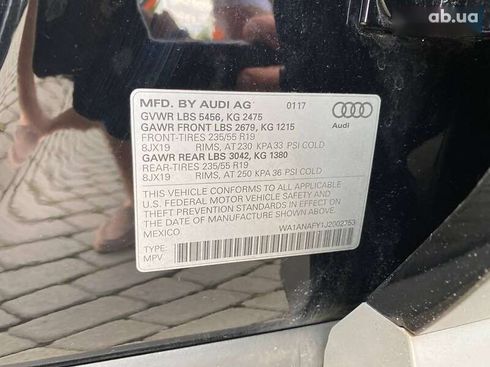 ab.ua
MFD. BY AUDI AG 01/17
GVWR LBS 5456, KG 2475
GAWR FRONT LBS 2679, KG 1215
FRONT-TIRES 235/55 R19
8JX19 RIMS, AT 230 KPA 33 PSI COLD
GAWR REAR LBS 3042, KG 1380
REAR-TIRES 235/55 R19
8JX19 RIMS, AT 250 KPA 36 PSI COLD
Audi
THIS VEHICLE CONFORMS TO ALL APPLICABLE
FEDERAL MOTOR VEHICLE SAFETY, BUMPER AND
THEFT PREVENTION STANDARDS IN EFFECT ON
THE DATE OF MANUFACTURE SHOWN ABOVE.
MEXICO
WA1ANAFY1J2002753
TYPE:
MPV